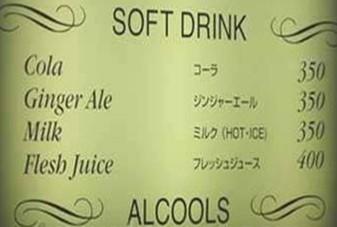 SOFT DRINK
Cola コーラ 350
Ginger Ale ジンジャーエール 350
Milk ミルク (HOT・ICE) 350
Flesh Juice フレッシュジュース 400
ALCOOLS